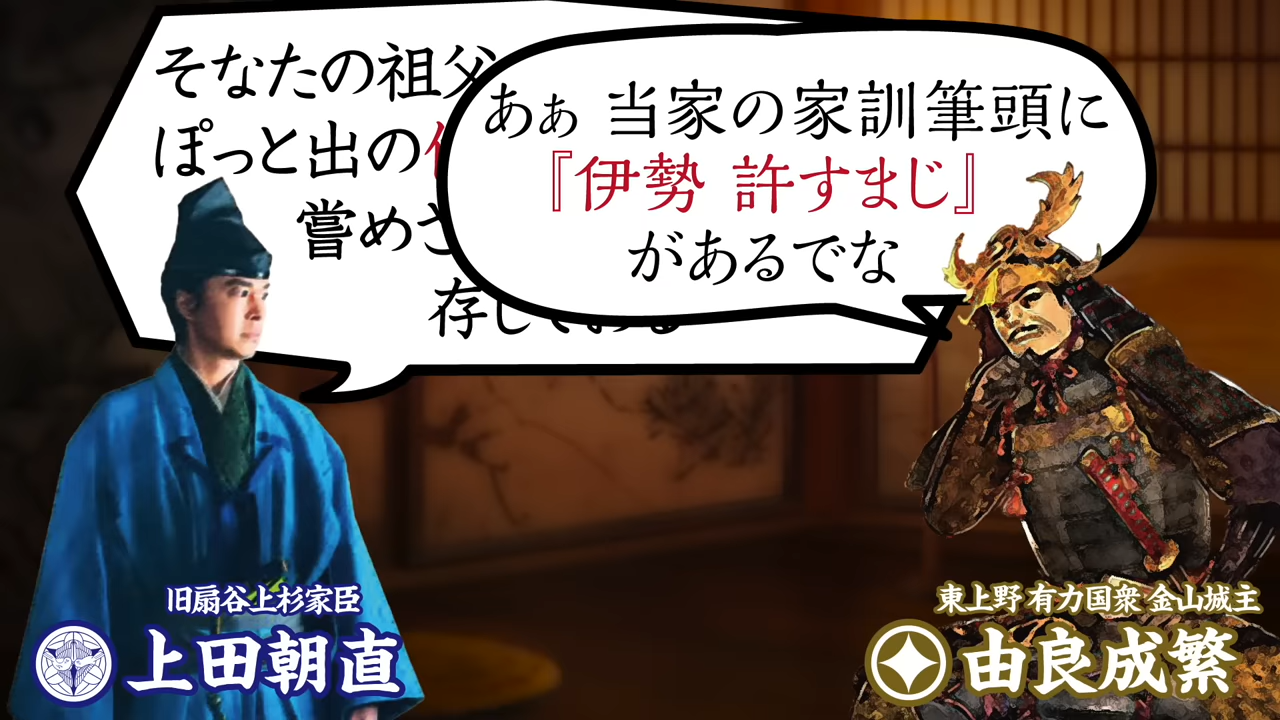 そなたの祖父
ぽっと出の
嘗めさ
存じ
あぁ 当家の家訓筆頭に
『伊勢 許すまじ』
があるでな
旧扇谷上杉家臣
上田朝直
東上野 有力国衆 金山城主
由良成繁